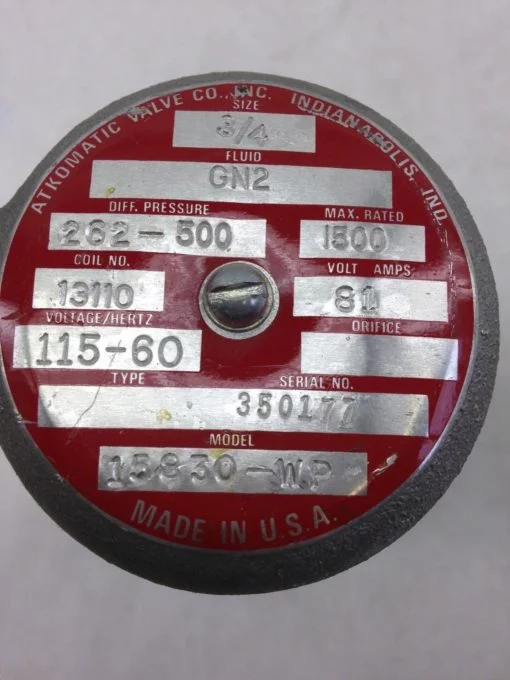 ATKOMATIC VALVE CO., INC. INDIANAPOLIS, IND.
SIZE
3/4
FLUID
GN2
DIFF. PRESSURE MAX. RATED
262-500 1500
COIL NO. VOLT AMPS
13110 81
VOLTAGE/HERTZ ORIFICE
115-60
TYPE SERIAL NO.
350177
MODEL
15830-WP
MADE IN U.S.A.